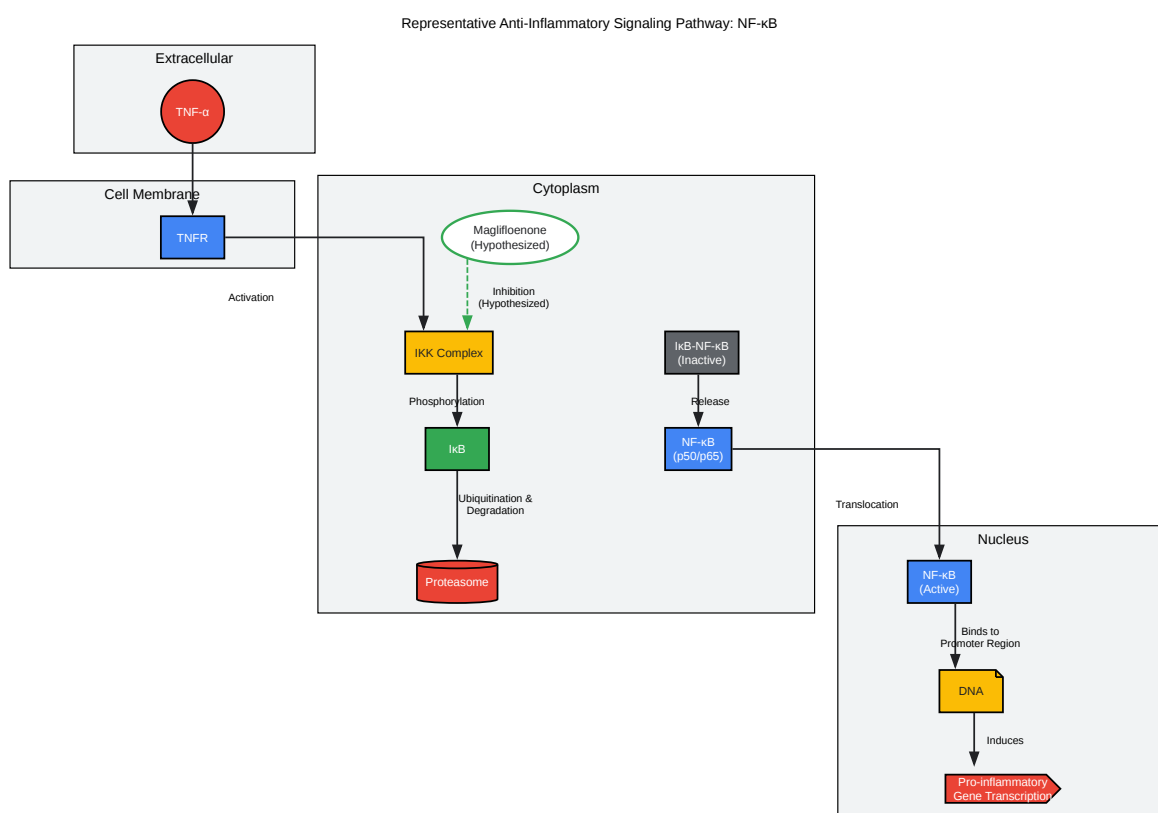 Representative Anti-Inflammatory Signaling Pathway: NF-κB
Extracellular
TNF-α
Cell Membrane
TNFR
Activation
Cytoplasm
Maglifloenone
(Hypothesized)
Inhibition
(Hypothesized)
IKK Complex
Phosphorylation
IκB
Ubiquitination &
Degradation
Proteasome
IκB-NF-κB
(Inactive)
Release
NF-κB
(p50/p65)
Translocation
Nucleus
NF-κB
(Active)
Binds to
Promoter Region
DNA
Induces
Pro-inflammatory
Gene Transcription